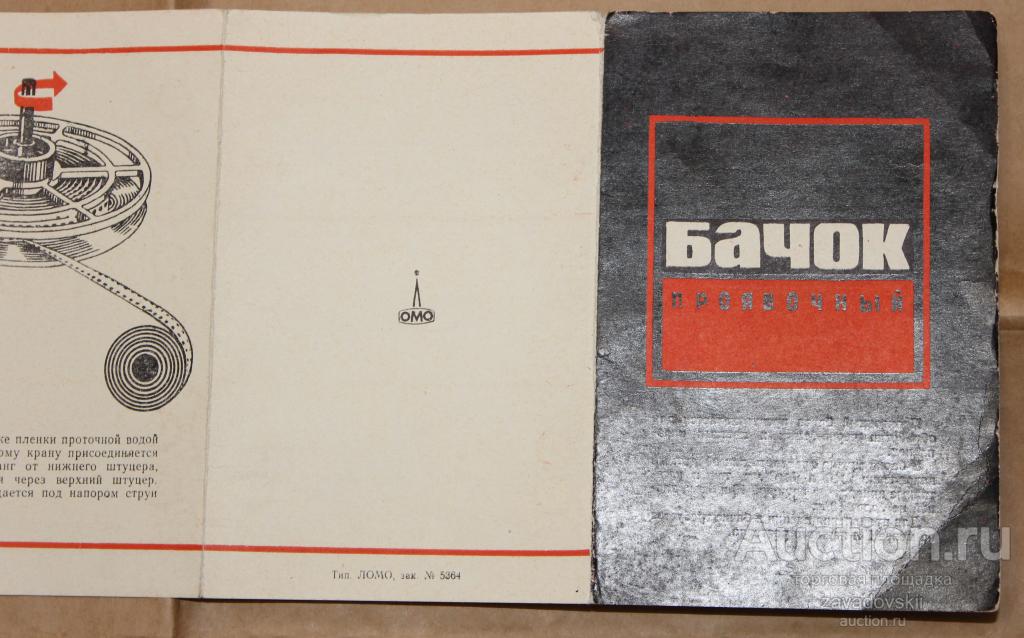 ке пленки проточной водой
ому крану присоединяется
анг от нижнего штуцера,
я через верхний штуцер.
дается под напором струи
ЛОМО
Тип. ЛОМО, зак. № 5364
Бачок
ПРОЯВОЧНЫЙ
Auction.ru
торговая площадка
zavadovskij
auction.ru